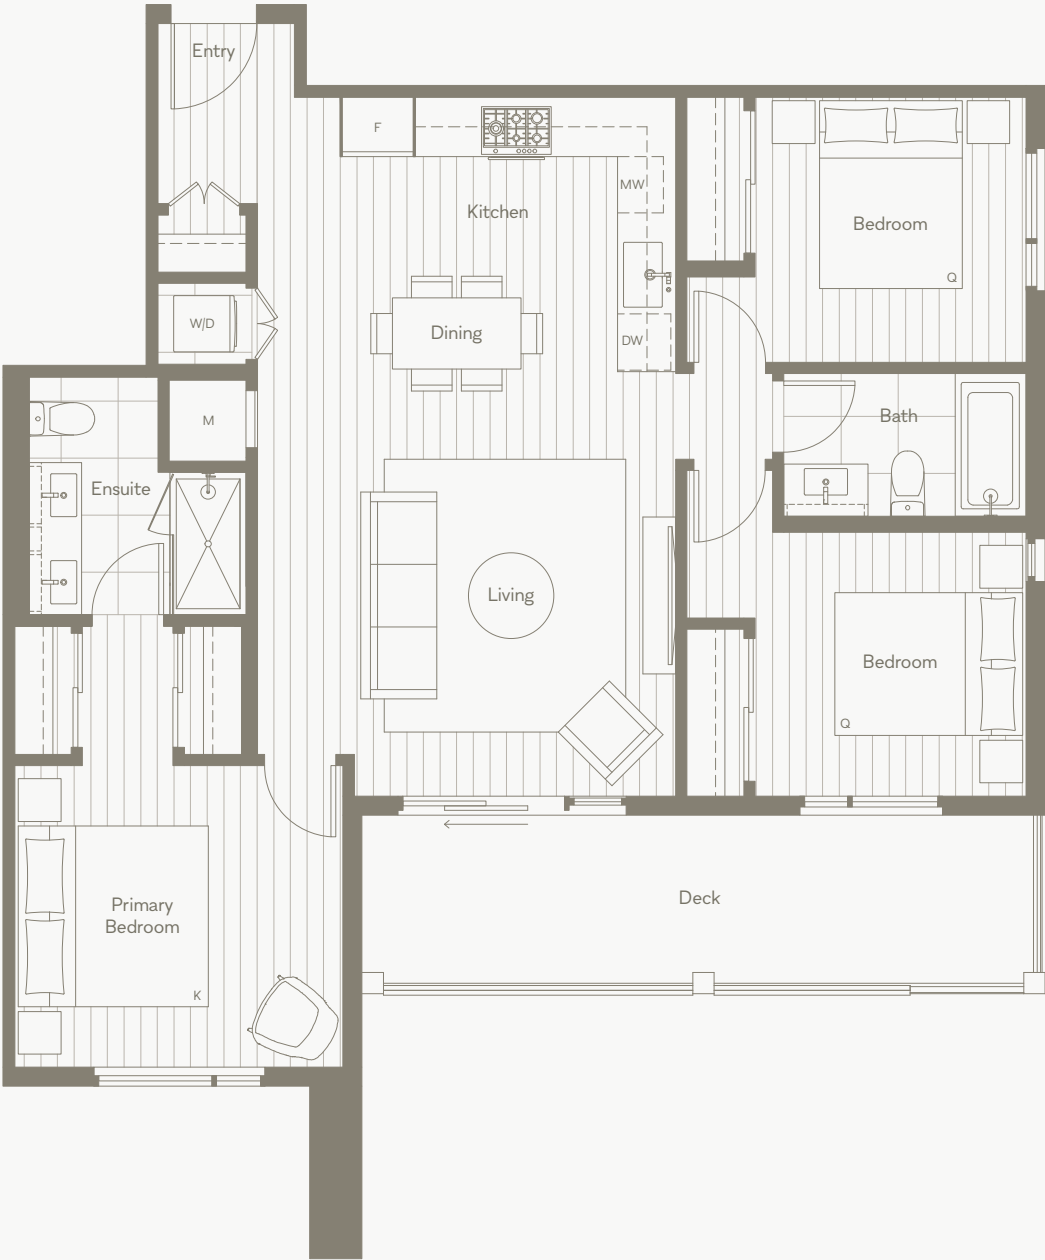 Entry
F
MW
Kitchen
Bedroom
Q
W/D
Dining
DW
M
Bath
Ensuite
Living
Bedroom
Q
Deck
Primary
Bedroom
K